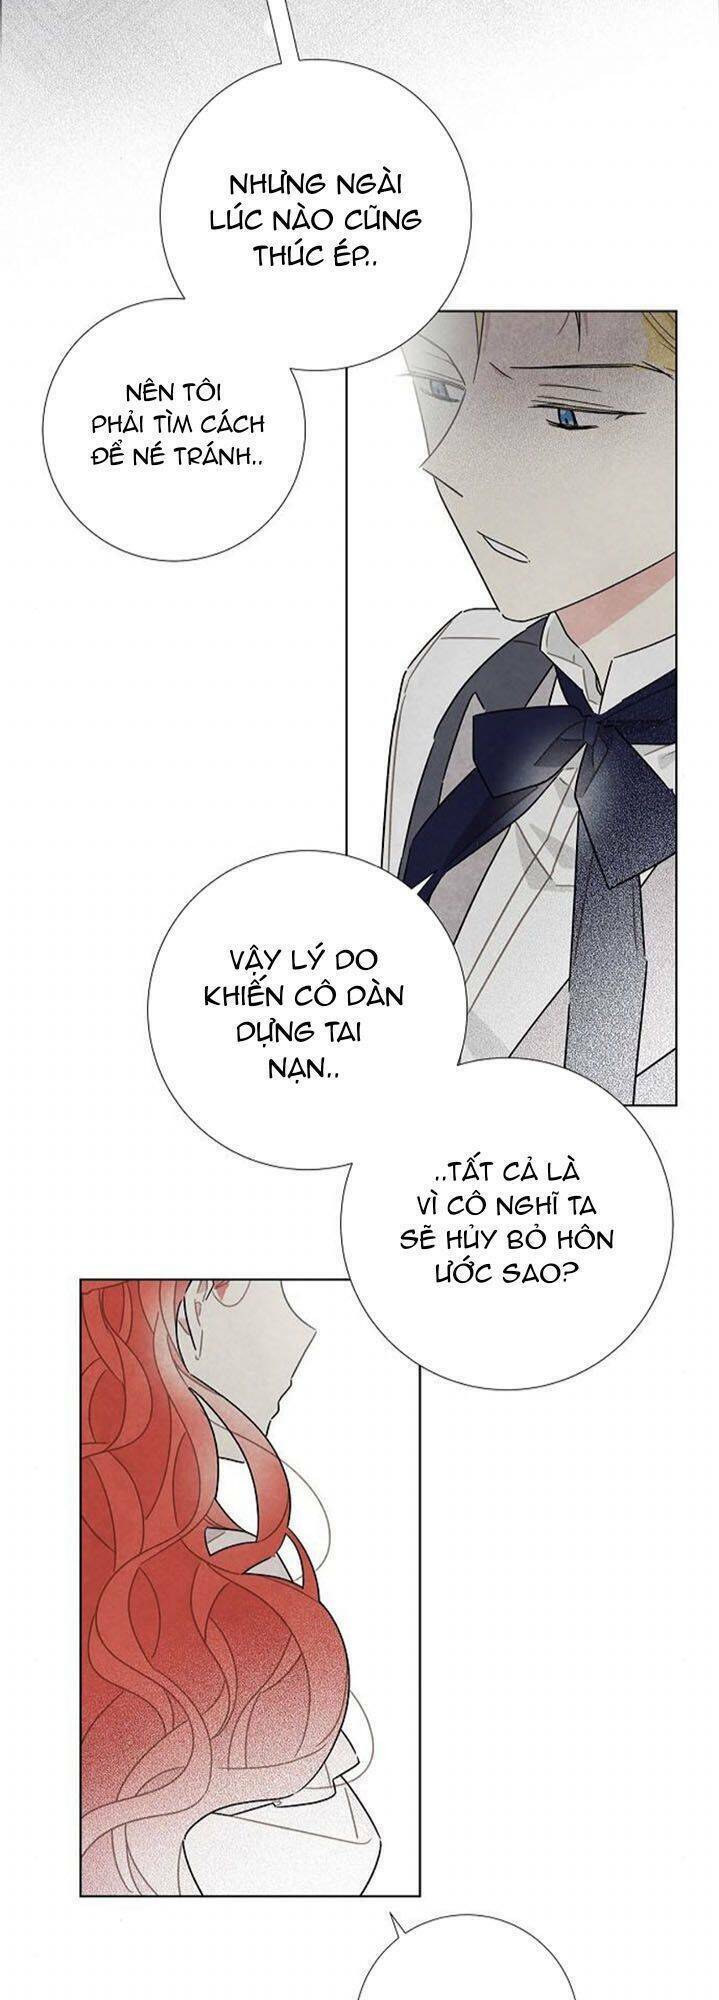 NHƯNG NGÀI
LÚC NÀO CŨNG
THÚC ÉP..
NÊN TÔI
PHẢI TÌM CÁCH
ĐỂ NÉ TRÁNH..
VẬY LÝ DO
KHIẾN CÔ DÀN
DỰNG TAI
NẠN..
..TẤT CẢ LÀ
VÌ CÔ NGHĨ TA
SẼ HỦY BỎ HÔN
ƯỚC SAO?